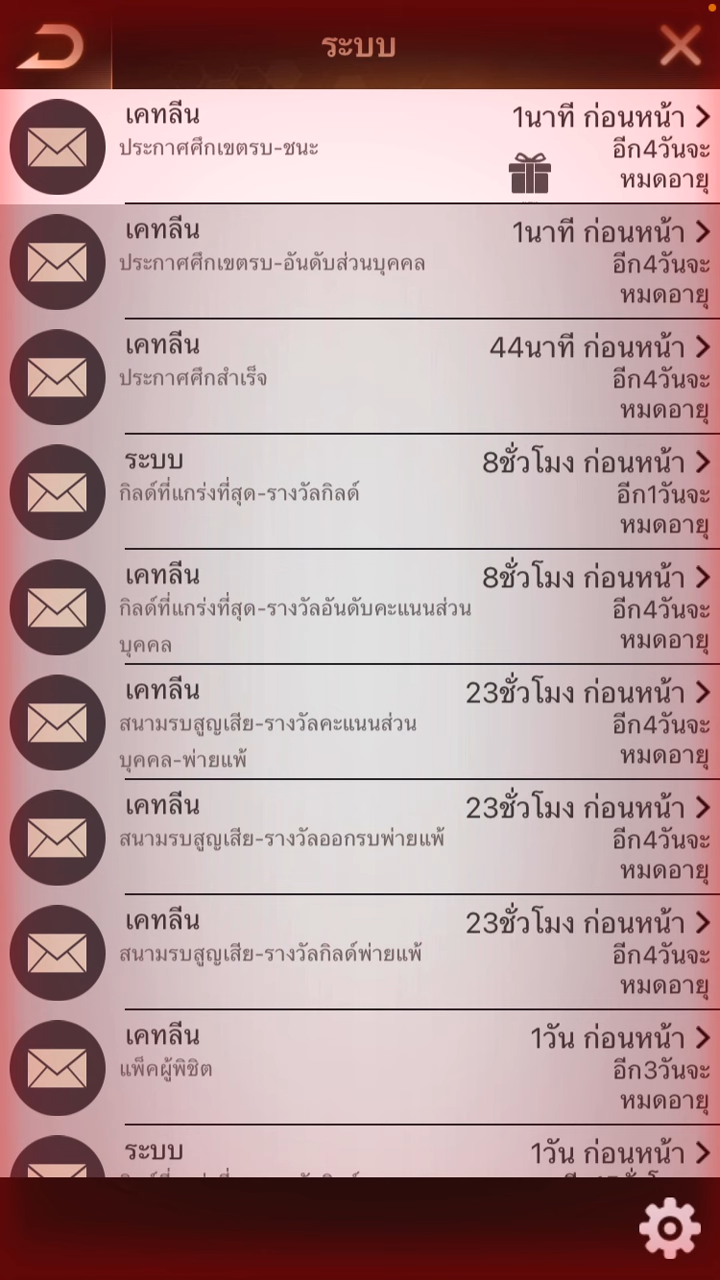 ระบบ
เคทลีน
1นาที ก่อนหน้า
ประกาศศึกเขตรบ-ชนะ
อีก4วันจะ
หมดอายุ
เคทลีน
1นาที ก่อนหน้า
ประกาศศึกเขตรบ-อันดับส่วนบุคคล
อีก4วันจะ
หมดอายุ
เคทลีน
44นาที ก่อนหน้า
ประกาศศึกสำเร็จ
อีก4วันจะ
หมดอายุ
ระบบ
8ชั่วโมง ก่อนหน้า
กิลด์ที่แกร่งที่สุด-รางวัลกิลด์
อีก1วันจะ
หมดอายุ
เคทลีน
8ชั่วโมง ก่อนหน้า
กิลด์ที่แกร่งที่สุด-รางวัลอันดับคะแนนส่วน
อีก4วันจะ
บุคคล
หมดอายุ
เคทลีน
23ชั่วโมง ก่อนหน้า
สนามรบสูญเสีย-รางวัลคะแนนส่วน
อีก4วันจะ
บุคคล-พ่ายแพ้
หมดอายุ
เคทลีน
23ชั่วโมง ก่อนหน้า
สนามรบสูญเสีย-รางวัลออกรบพ่ายแพ้
อีก4วันจะ
หมดอายุ
เคทลีน
23ชั่วโมง ก่อนหน้า
สนามรบสูญเสีย-รางวัลกิลด์พ่ายแพ้
อีก4วันจะ
หมดอายุ
เคทลีน
1วัน ก่อนหน้า
แพ็คผู้พิชิต
อีก3วันจะ
หมดอายุ
ระบบ
1วัน ก่อนหน้า